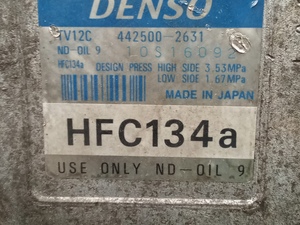 DENSO
TV12C 442500-2631
ND-OIL 9 10S1609
HFC134a DESIGN PRESS HIGH SIDE 3.53MPa
LOW SIDE 1.67MPa
MADE IN JAPAN
HFC134a
USE ONLY ND-OIL 9